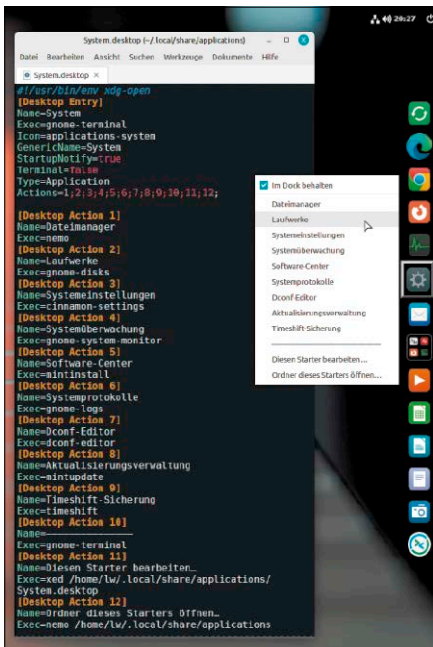 20:27
System.desktop (~/.local/share/applications)
Datei Bearbeiten Ansicht Suchen Werkzeuge Dokumente Hilfe
System.desktop ×
#!/usr/bin/env xdg-open
[Desktop Entry]
Name=System
Exec=gnome-terminal
Icon=applications-system
GenericName=System
StartupNotify=true
Terminal=false
Type=Application
Actions=1;2;3;4;5;6;7;8;9;10;11;12;
[Desktop Action 1]
Name=Dateimanager
Exec=nemo
[Desktop Action 2]
Name=Laufwerke
Exec=gnome-disks
[Desktop Action 3]
Name=Systemeinstellungen
Exec=cinnamon-settings
[Desktop Action 4]
Name=Systemüberwachung
Exec=gnome-system-monitor
[Desktop Action 5]
Name=Software-Center
Exec=mintinstall
[Desktop Action 6]
Name=Systemprotokolle
Exec=gnome-logs
[Desktop Action 7]
Name=Dconf-Editor
Exec=dconf-editor
[Desktop Action 8]
Name=Aktualisierungsverwaltung
Exec=mintupdate
[Desktop Action 9]
Name=Timeshift-Sicherung
Exec=timeshift
[Desktop Action 10]
Name=———————————————
Exec=gnome-terminal
[Desktop Action 11]
Name=Diesen Starter bearbeiten…
Exec=xed /home/lw/.local/share/applications/
System.desktop
[Desktop Action 12]
Name=Ordner dieses Starters öffnen…
Exec=nemo /home/lw/.local/share/applications
Im Dock behalten
Dateimanager
Laufwerke
Systemeinstellungen
Systemüberwachung
Software-Center
Systemprotokolle
Dconf-Editor
Aktualisierungsverwaltung
Timeshift-Sicherung
———————————————
Diesen Starter bearbeiten…
Ordner dieses Starters öffnen…